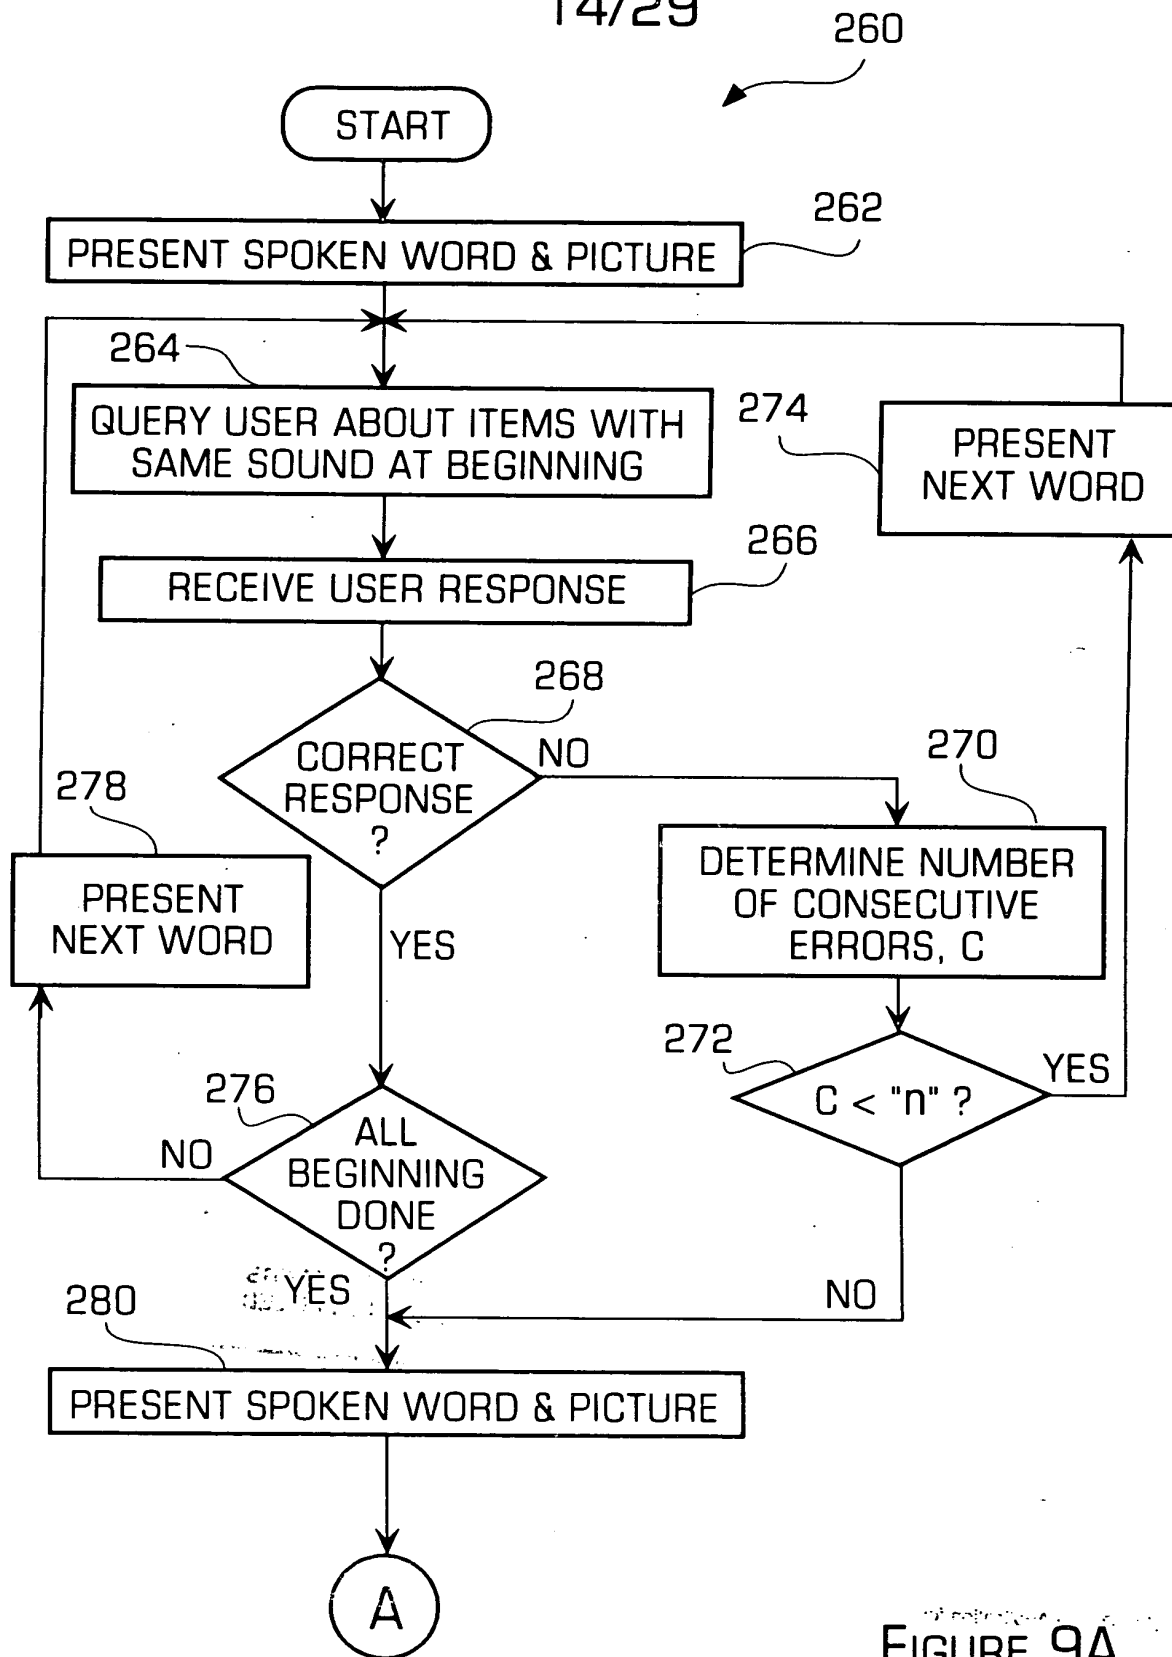 14/29
260
START
262
PRESENT SPOKEN WORD & PICTURE
264
QUERY USER ABOUT ITEMS WITH
SAME SOUND AT BEGINNING
274
PRESENT
NEXT WORD
266
RECEIVE USER RESPONSE
268
CORRECT
RESPONSE
?
NO
270
278
PRESENT
NEXT WORD
DETERMINE NUMBER
OF CONSECUTIVE
ERRORS, C
YES
272
C < "n" ?
YES
276
ALL
BEGINNING
DONE
?
NO
YES
NO
280
PRESENT SPOKEN WORD & PICTURE
A
FIGURE 9A